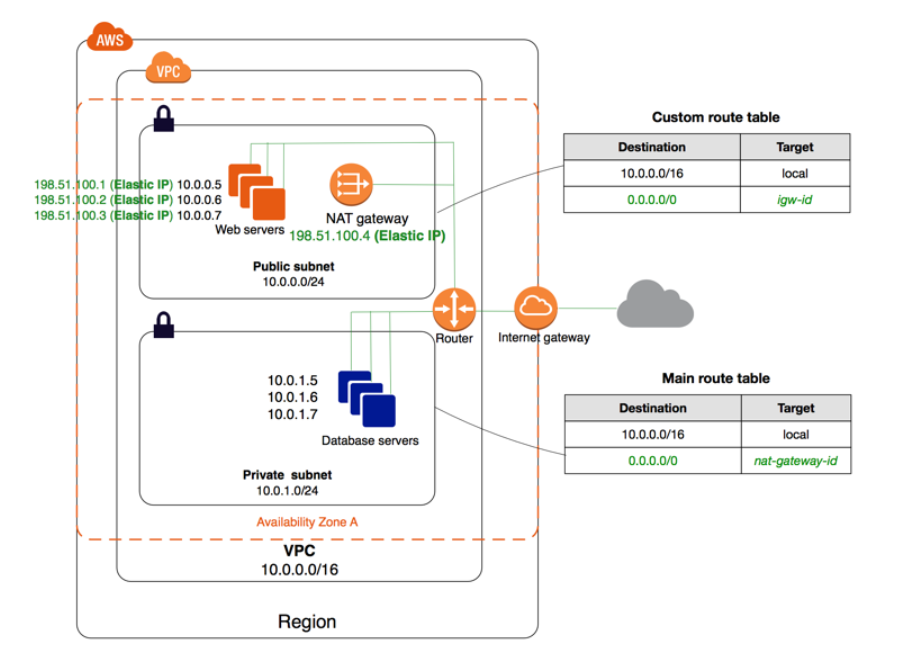 AWS
VPC
198.51.100.1 (Elastic IP) 10.0.0.5
198.51.100.2 (Elastic IP) 10.0.0.6
198.51.100.3 (Elastic IP) 10.0.0.7
Web servers
NAT gateway
198.51.100.4 (Elastic IP)
Public subnet
10.0.0.0/24
Custom route table
Destination Target
10.0.0.0/16 local
0.0.0.0/0 igw-id
Router
Internet gateway
10.0.1.5
10.0.1.6
10.0.1.7
Database servers
Private subnet
10.0.1.0/24
Main route table
Destination Target
10.0.0.0/16 local
0.0.0.0/0 nat-gateway-id
Availability Zone A
VPC
10.0.0.0/16
Region